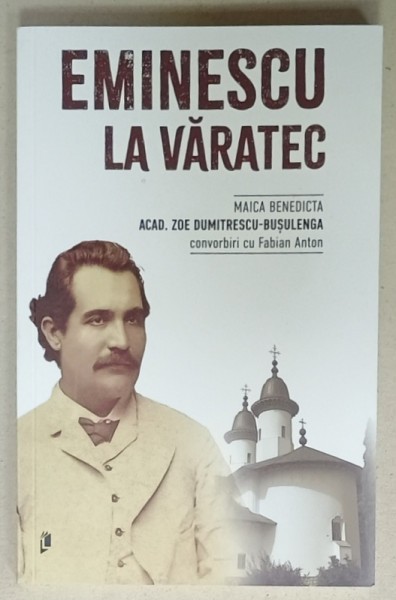 EMINESCU
LA VĂRATEC
MAICA BENEDICTA
ACAD. ZOE DUMITRESCU-BUȘULENGA
convorbiri cu Fabian Anton